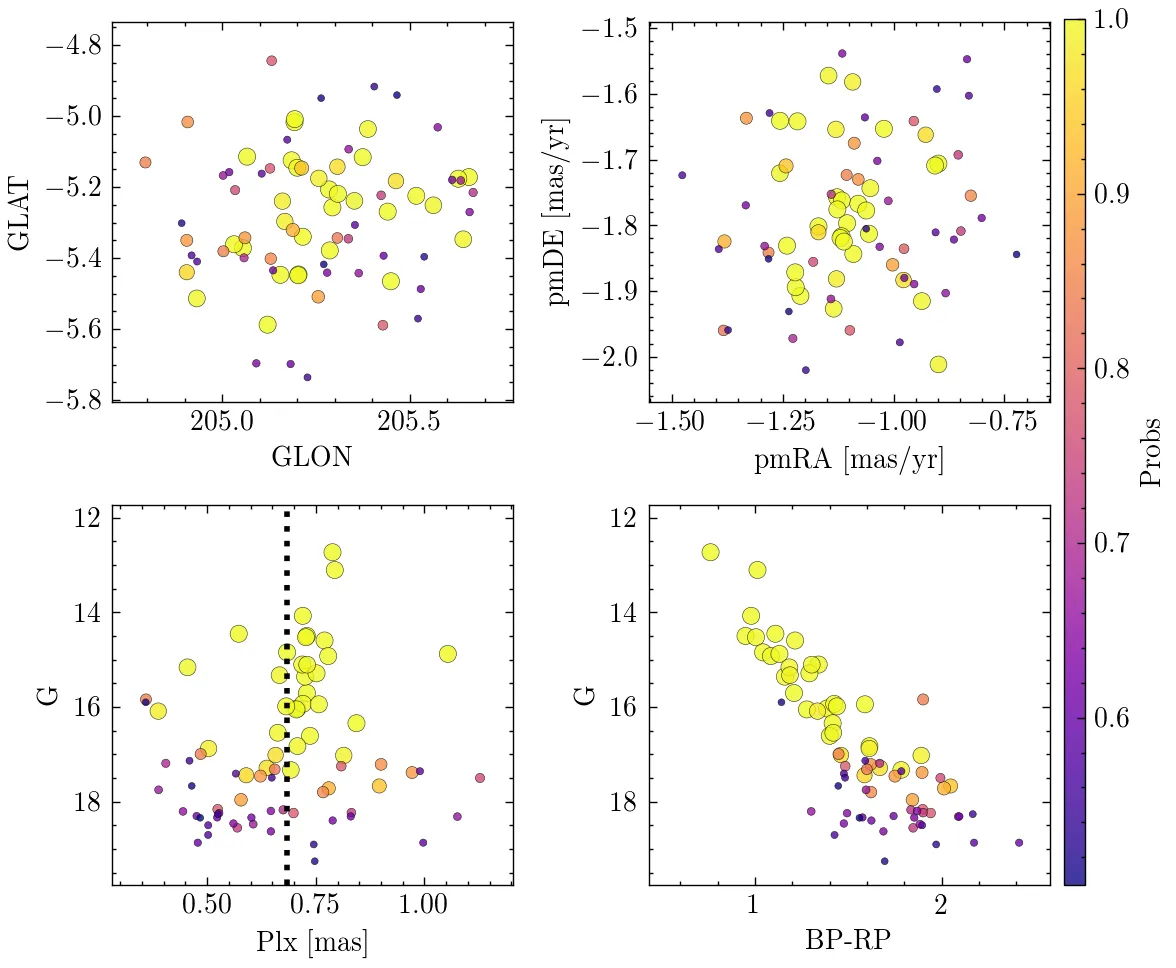 −4.8
−5.0
−5.2
−5.4
−5.6
−5.8
GLAT
205.0 205.5
GLON
−1.5
−1.6
−1.7
−1.8
−1.9
−2.0
pmDE [mas/yr]
−1.50 −1.25 −1.00 −0.75
pmRA [mas/yr]
12
14
16
18
G
0.50 0.75 1.00
Plx [mas]
12
14
16
18
G
1 2
BP-RP
1.0
0.9
0.8
0.7
0.6
Probs